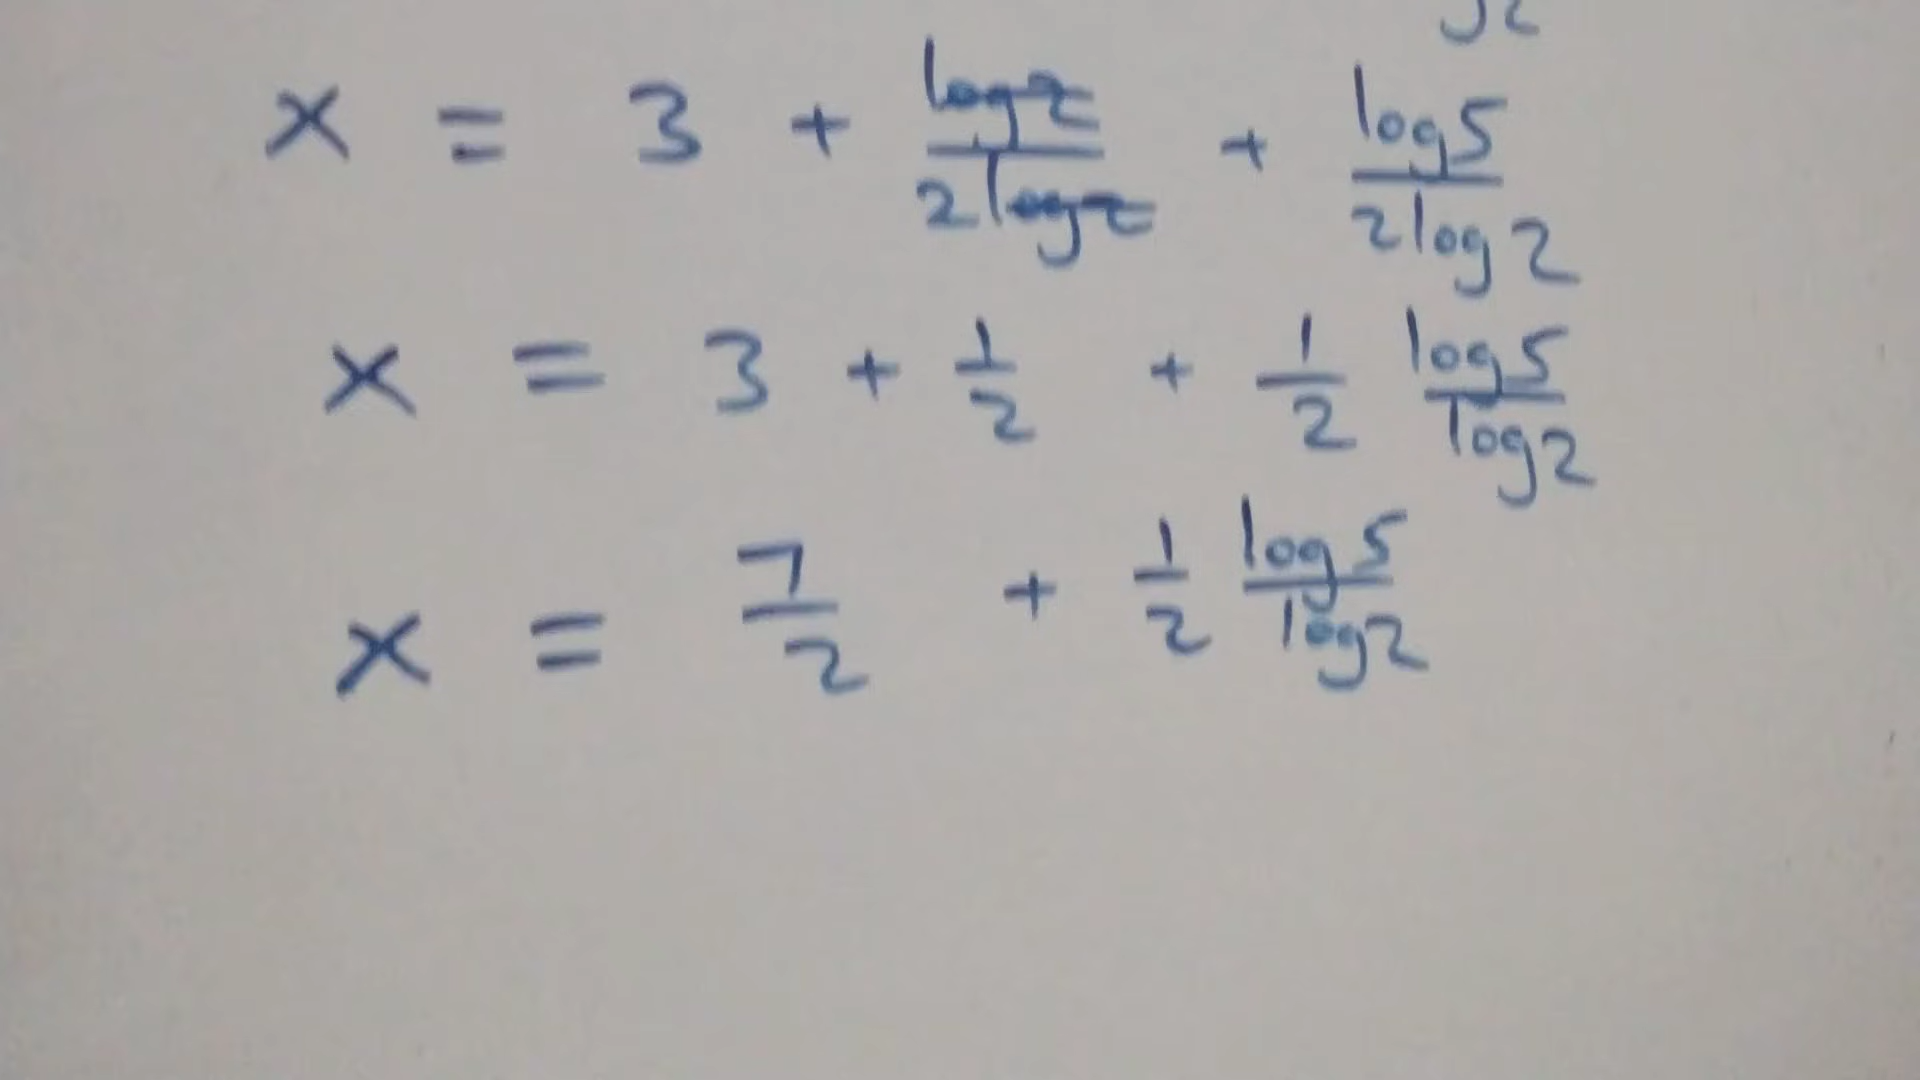 x = 3 + log2/2log2 + log5/2log2
x = 3 + 1/2 + 1/2 log5/log2
x = 7/2 + 1/2 log5/log2